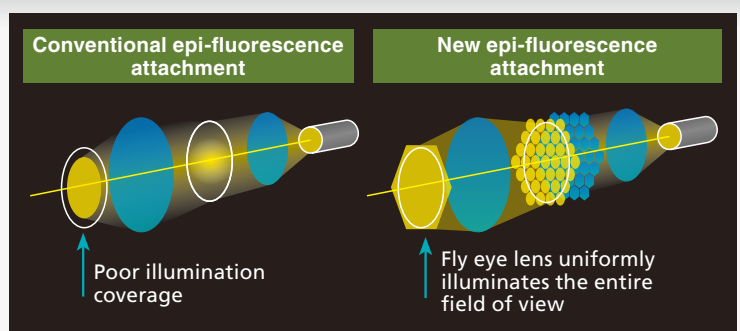 Conventional epi-fluorescence
attachment
New epi-fluorescence
attachment
Poor illumination
coverage
Fly eye lens uniformly
illuminates the entire
field of view